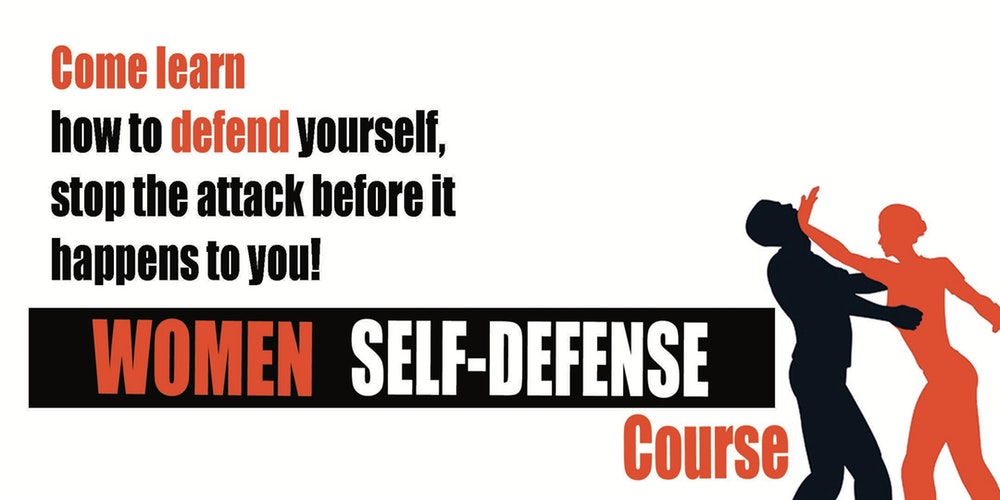 Come learn
how to defend yourself,
stop the attack before it
happens to you!
WOMEN SELF-DEFENSE
Course